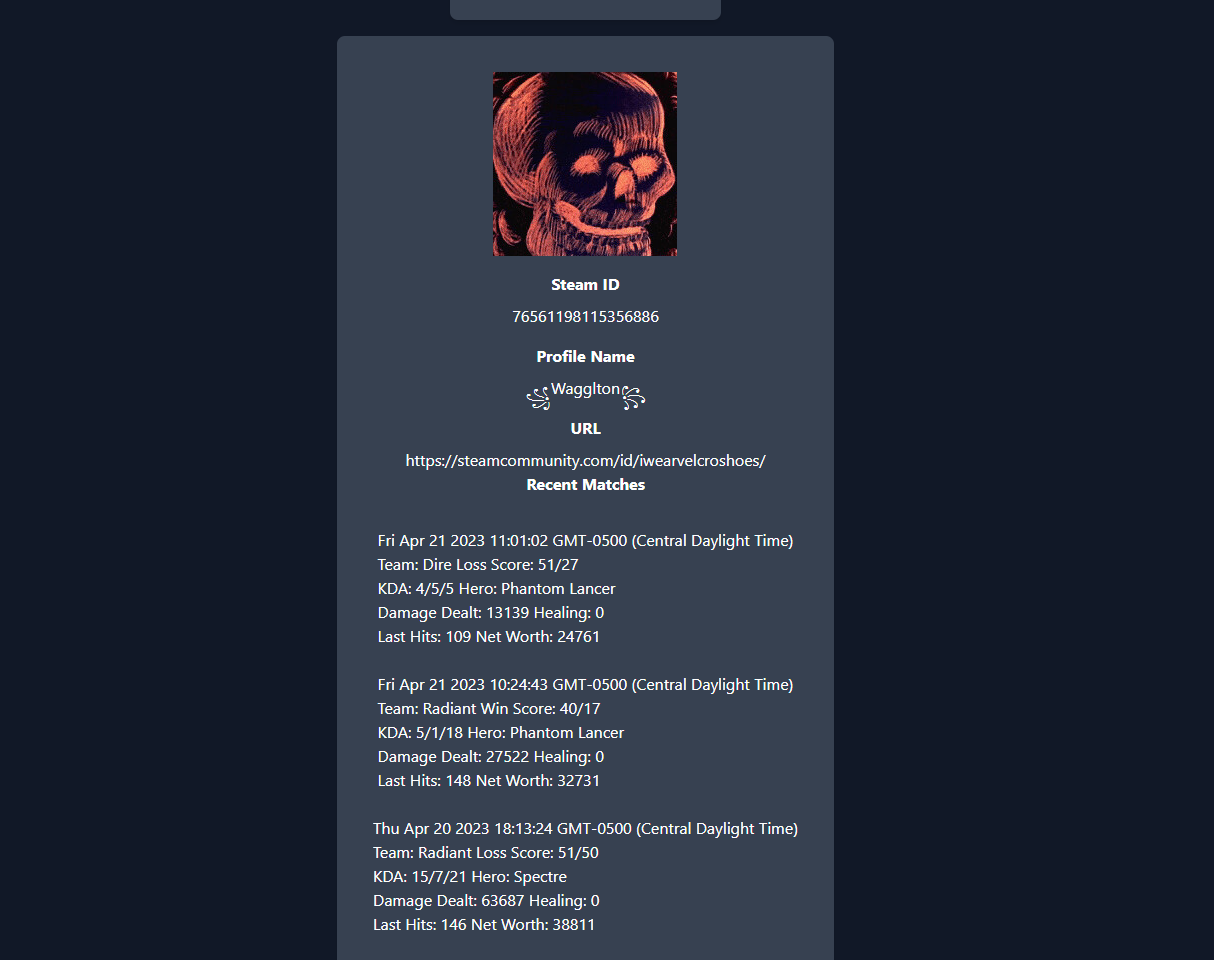 Steam ID
76561198115356886
Profile Name
꧁Wagglton꧂
URL
https://steamcommunity.com/id/iwearvelcroshoes/
Recent Matches
Fri Apr 21 2023 11:01:02 GMT-0500 (Central Daylight Time)
Team: Dire Loss Score: 51/27
KDA: 4/5/5 Hero: Phantom Lancer
Damage Dealt: 13139 Healing: 0
Last Hits: 109 Net Worth: 24761
Fri Apr 21 2023 10:24:43 GMT-0500 (Central Daylight Time)
Team: Radiant Win Score: 40/17
KDA: 5/1/18 Hero: Phantom Lancer
Damage Dealt: 27522 Healing: 0
Last Hits: 148 Net Worth: 32731
Thu Apr 20 2023 18:13:24 GMT-0500 (Central Daylight Time)
Team: Radiant Loss Score: 51/50
KDA: 15/7/21 Hero: Spectre
Damage Dealt: 63687 Healing: 0
Last Hits: 146 Net Worth: 38811